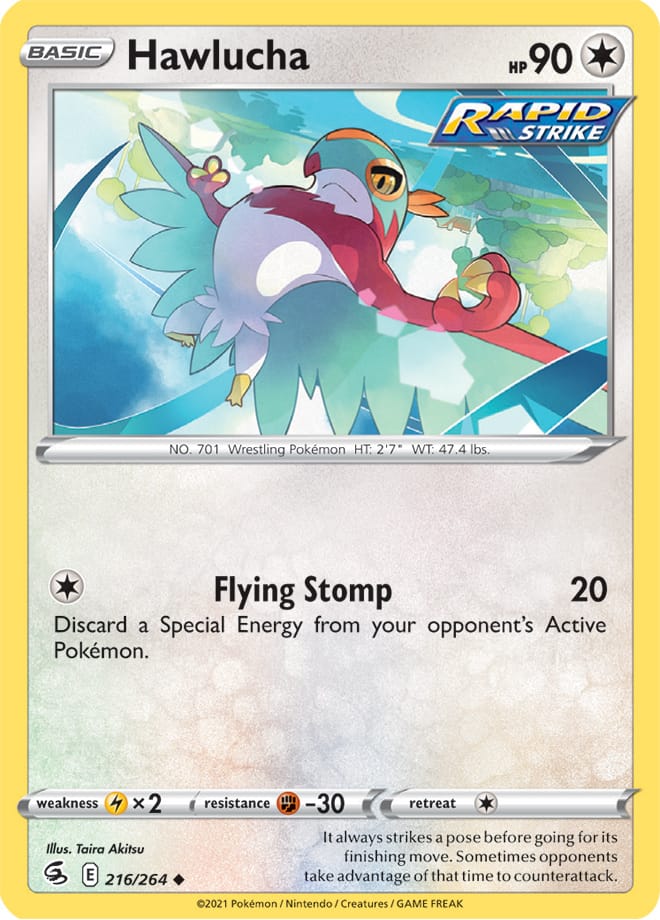 BASIC Hawlucha HP 90
RAPID
STRIKE
NO. 701 Wrestling Pokémon HT: 2'7" WT: 47.4 lbs.
Flying Stomp 20
Discard a Special Energy from your opponent's Active
Pokémon.
weakness ×2 resistance -30 retreat
Illus. Taira Akitsu
It always strikes a pose before going for its
finishing move. Sometimes opponents
take advantage of that time to counterattack.
E 216/264
©2021 Pokémon / Nintendo / Creatures / GAME FREAK